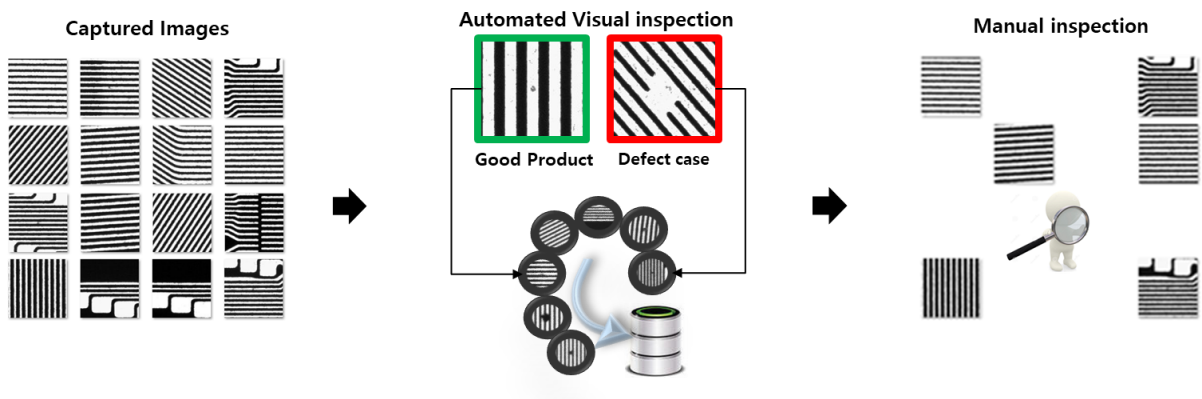 Captured Images
Automated Visual inspection
Manual inspection
Good Product
Defect case